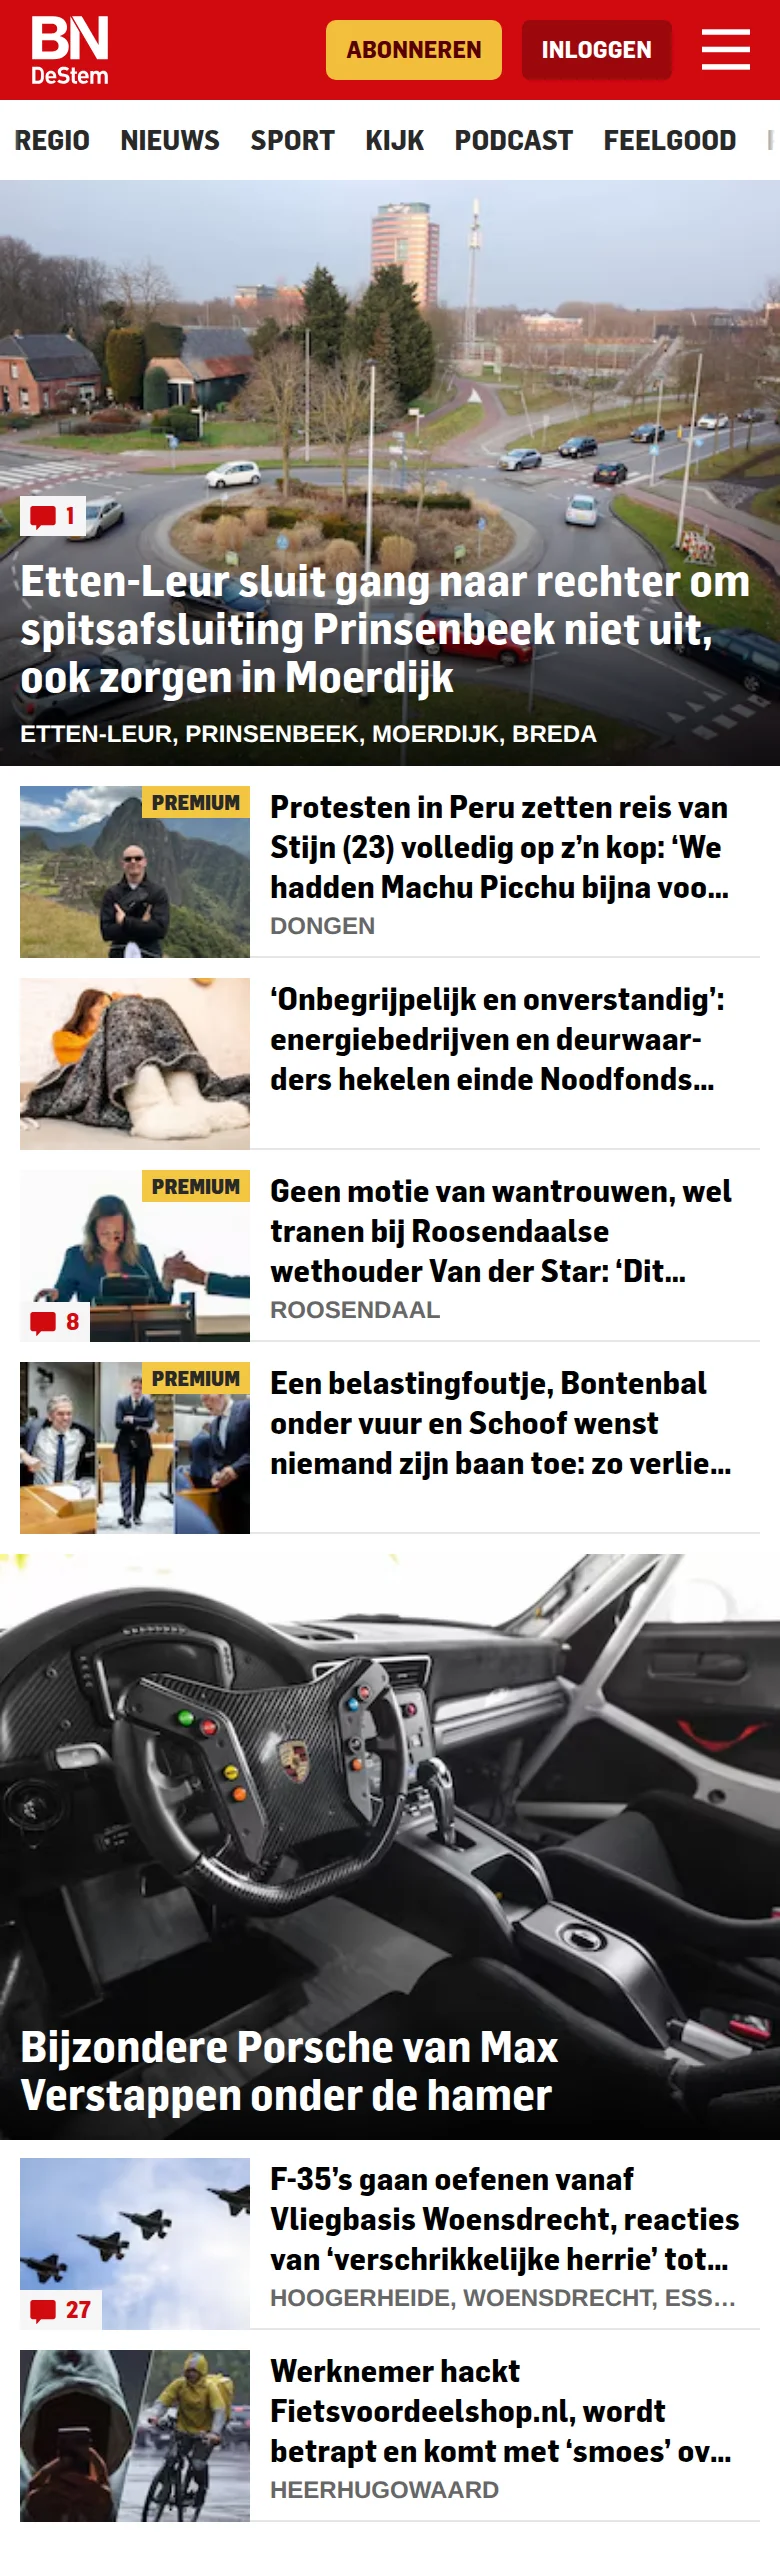 BN
DeStem
ABONNEREN
INLOGGEN
REGIO NIEUWS SPORT KIJK PODCAST FEELGOOD
1
Etten-Leur sluit gang naar rechter om
spitsafsluiting Prinsenbeek niet uit,
ook zorgen in Moerdijk
ETTEN-LEUR, PRINSENBEEK, MOERDIJK, BREDA
PREMIUM
Protesten in Peru zetten reis van
Stijn (23) volledig op z’n kop: ‘We
hadden Machu Picchu bijna voo...
DONGEN
‘Onbegrijpelijk en onverstandig’:
energiebedrijven en deurwaar-
ders hekelen einde Noodfonds...
PREMIUM
8
Geen motie van wantrouwen, wel
tranen bij Roosendaalse
wethouder Van der Star: ‘Dit...
ROOSENDAAL
PREMIUM
Een belastingfoutje, Bontenbal
onder vuur en Schoof wenst
niemand zijn baan toe: zo verlie...
Bijzondere Porsche van Max
Verstappen onder de hamer
27
F-35’s gaan oefenen vanaf
Vliegbasis Woensdrecht, reacties
van ‘verschrikkelijke herrie’ tot...
HOOGERHEIDE, WOENSDRECHT, ESS...
Werknemer hackt
Fietsvoordeelshop.nl, wordt
betrapt en komt met ‘smoes’ ov...
HEERHUGOWAARD